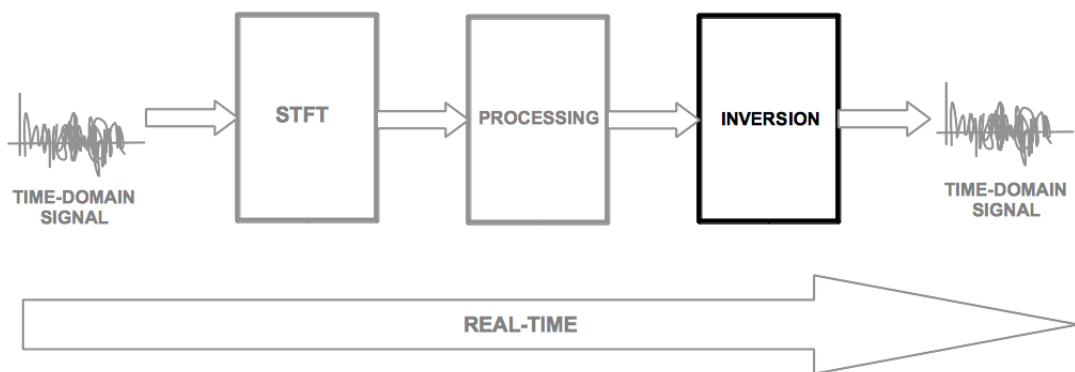 STFT
PROCESSING
INVERSION
TIME-DOMAIN
SIGNAL
TIME-DOMAIN
SIGNAL
REAL-TIME